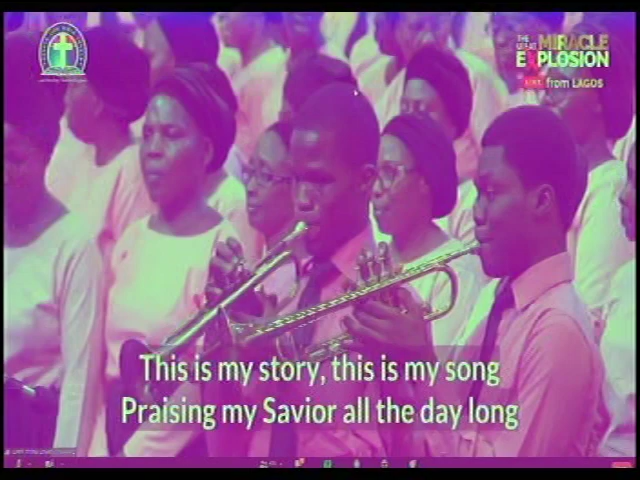 THE GREAT MIRACLE
EXPLOSION
LIVE from LAGOS
This is my story, this is my song
Praising my Savior all the day long